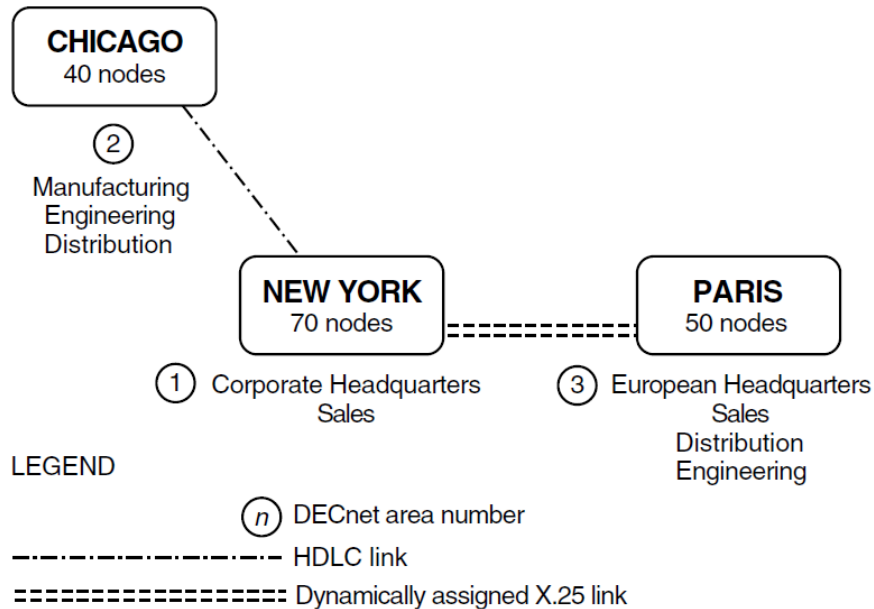 CHICAGO
40 nodes
2
Manufacturing
Engineering
Distribution
NEW YORK
70 nodes
PARIS
50 nodes
1
Corporate Headquarters
Sales
3
European Headquarters
Sales
Distribution
Engineering
LEGEND
n DECnet area number
HDLC link
Dynamically assigned X.25 link